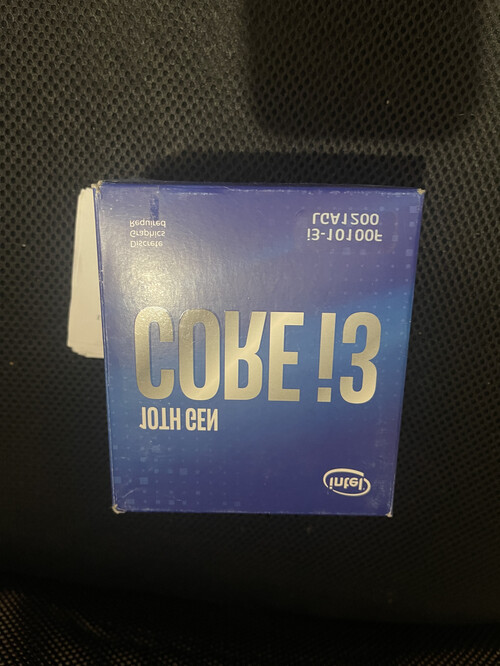 intel
10TH GEN
CORE i3
Discrete
Graphics
Required
i3-10100F
LGA1200